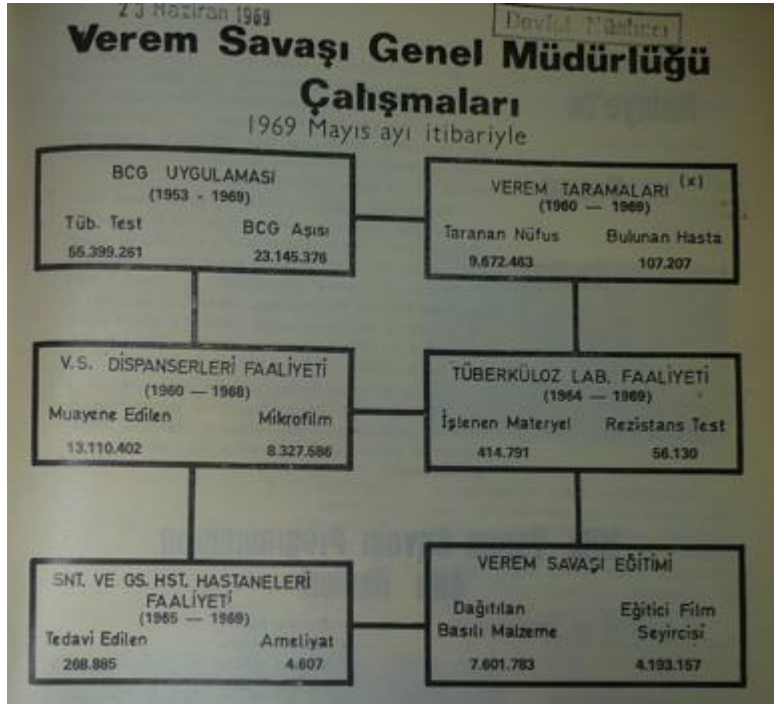 23 Haziran 1969
Devlet
Verem Savaşı Genel Müdürlüğü
Çalışmaları
1969 Mayıs ayı itibariyle
BCG UYGULAMASI
(1953 - 1969)
Tüb. Test BCG Aşısı
55.399.261 23.145.376
VEREM TARAMALARI (x)
(1960 — 1969)
Taranan Nüfus Bulunan Hasta
9.672.463 107.207
V.S. DİSPANSERLERİ FAALİYETİ
(1960 — 1968)
Muayene Edilen Mikrofilm
13.110.402 8.327.586
TÜBERKÜLOZ LAB. FAALİYETİ
(1964 — 1969)
İşlenen Materyel Rezistans Test
414.791 56.130
SNT. VE GS. HST. HASTANELERİ
FAALİYETİ
(1965 — 1969)
Tedavi Edilen Ameliyat
268.885 4.607
VEREM SAVAŞI EĞİTİMİ
Dağıtılan Eğitici Film
Basılı Malzeme Seyircisi
7.601.783 4.193.157